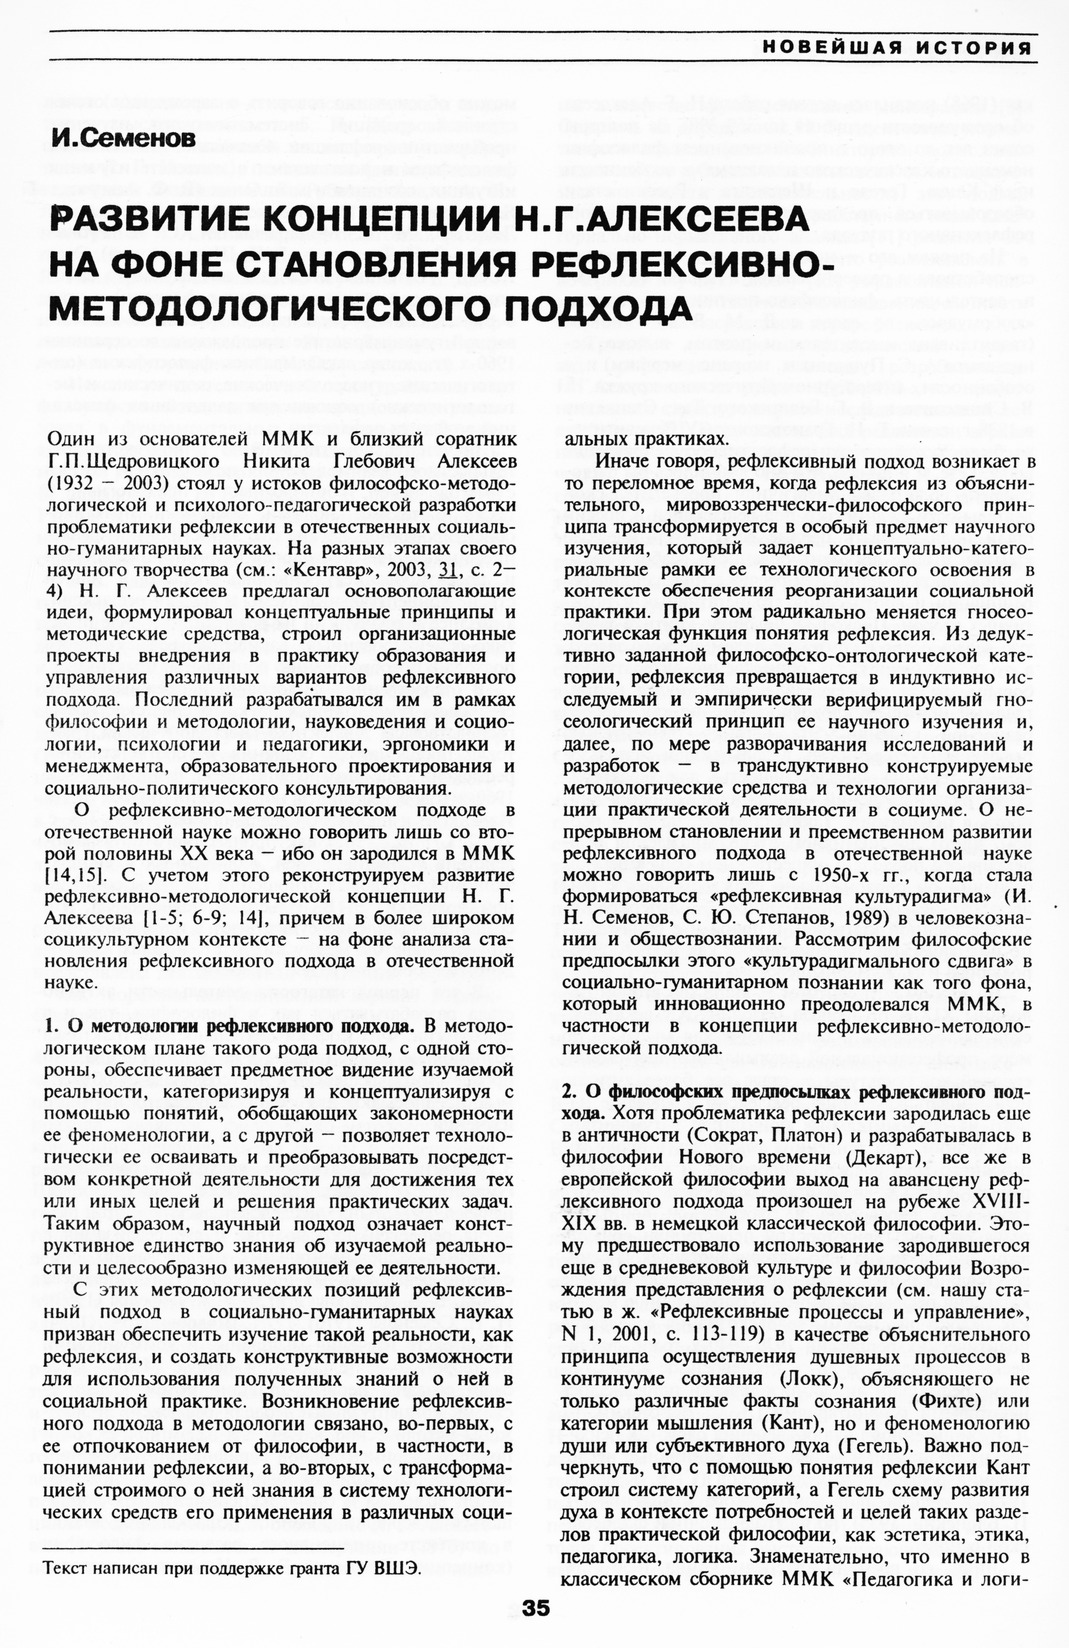 НОВЕЙШАЯ ИСТОРИЯ
И.Семенов
РАЗВИТИЕ КОНЦЕПЦИИ Н.Г.АЛЕКСЕЕВА
НА ФОНЕ СТАНОВЛЕНИЯ РЕФЛЕКСИВНО-
МЕТОДОЛОГИЧЕСКОГО ПОДХОДА
Один из основателей ММК и близкий соратник
Г.П.Щедровицкого Никита Глебович Алексеев
(1932 – 2003) стоял у истоков философско-методо-
логической и психолого-педагогической разработки
проблематики рефлексии в отечественных социаль-
но-гуманитарных науках. На разных этапах своего
научного творчества (см.: «Кентавр», 2003, 31, с. 2–
4) Н. Г. Алексеев предлагал основополагающие
идеи, формулировал концептуальные принципы и
методические средства, строил организационные
проекты внедрения в практику образования и
управления различных вариантов рефлексивного
подхода. Последний разрабатывался им в рамках
философии и методологии, науковедения и социо-
логии, психологии и педагогики, эргономики и
менеджмента, образовательного проектирования и
социально-политического консультирования.
О рефлексивно-методологическом подходе в
отечественной науке можно говорить лишь со вто-
рой половины XX века – ибо он зародился в ММК
[14,15]. С учетом этого реконструируем развитие
рефлексивно-методологической концепции Н. Г.
Алексеева [1-5; 6-9; 14], причем в более широком
социкультурном контексте – на фоне анализа ста-
новления рефлексивного подхода в отечественной
науке.
1. О методологии рефлексивного подхода. В методо-
логическом плане такого рода подход, с одной сто-
роны, обеспечивает предметное видение изучаемой
реальности, категоризируя и концептуализируя с
помощью понятий, обобщающих закономерности
ее феноменологии, а с другой – позволяет техноло-
гически ее осваивать и преобразовывать посредст-
вом конкретной деятельности для достижения тех
или иных целей и решения практических задач.
Таким образом, научный подход означает конст-
руктивное единство знания об изучаемой реально-
сти и целесообразно изменяющей ее деятельности.
С этих методологических позиций рефлексив-
ный подход в социально-гуманитарных науках
призван обеспечить изучение такой реальности, как
рефлексия, и создать конструктивные возможности
для использования полученных знаний о ней в
социальной практике. Возникновение рефлексив-
ного подхода в методологии связано, во-первых, с
ее отпочкованием от философии, в частности, в
понимании рефлексии, а во-вторых, с трансформа-
цией строимого о ней знания в систему технологи-
ческих средств его применения в различных соци-
Текст написан при поддержке гранта ГУ ВШЭ.
альных практиках.
Иначе говоря, рефлексивный подход возникает в
то переломное время, когда рефлексия из объясни-
тельного, мировоззренчески-философского прин-
ципа трансформируется в особый предмет научного
изучения, который задает концептуально-катего-
риальные рамки ее технологического освоения в
контексте обеспечения реорганизации социальной
практики. При этом радикально меняется гносео-
логическая функция понятия рефлексия. Из дедук-
тивно заданной философско-онтологической кате-
гории, рефлексия превращается в индуктивно ис-
следуемый и эмпирически верифицируемый гно-
сеологический принцип ее научного изучения и,
далее, по мере разворачивания исследований и
разработок – в трансдуктивно конструируемые
методологические средства и технологии организа-
ции практической деятельности в социуме. О не-
прерывном становлении и преемственном развитии
рефлексивного подхода в отечественной науке
можно говорить лишь с 1950-х гг., когда стала
формироваться «рефлексивная культурадигма» (И.
Н. Семенов, С. Ю. Степанов, 1989) в человекозна-
нии и обществознании. Рассмотрим философские
предпосылки этого «культурадигмального сдвига» в
социально-гуманитарном познании как того фона,
который инновационно преодолевался ММК, в
частности в концепции рефлексивно-методоло-
гической подхода.
2. О философских предпосылках рефлексивного под-
хода. Хотя проблематика рефлексии зародилась еще
в античности (Сократ, Платон) и разрабатывалась в
философии Нового времени (Декарт), все же в
европейской философии выход на авансцену реф-
лексивного подхода произошел на рубеже XVIII-
XIX вв. в немецкой классической философии. Это-
му предшествовало использование зародившегося
еще в средневековой культуре и философии Возро-
ждения представления о рефлексии (см. нашу ста-
тью в ж. «Рефлексивные процессы и управление»,
N 1, 2001, с. 113-119) в качестве объяснительного
принципа осуществления душевных процессов в
континууме сознания (Локк), объясняющего не
только различные факты сознания (Фихте) или
категории мышления (Кант), но и феноменологию
души или субъективного духа (Гегель). Важно под-
черкнуть, что с помощью понятия рефлексии Кант
строил систему категорий, а Гегель схему развития
духа в контексте потребностей и целей таких разде-
лов практической философии, как эстетика, этика,
педагогика, логика. Знаменательно, что именно в
классическом сборнике ММК «Педагогика и логи-
35